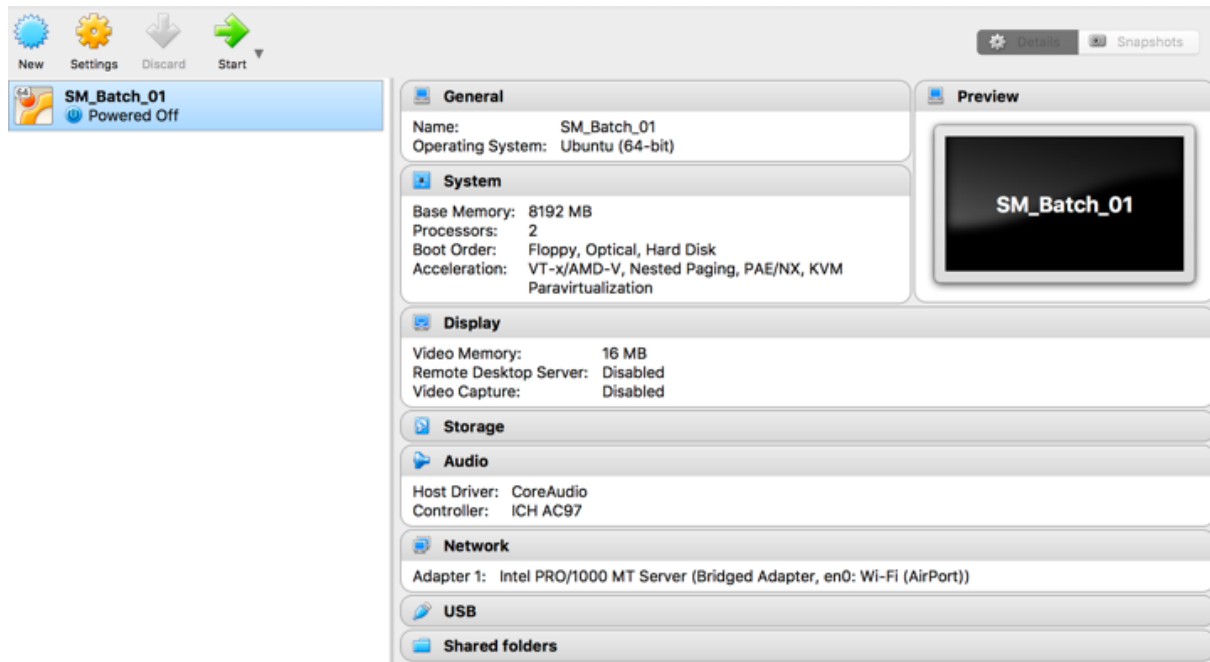 New Settings Discard Start
Details Snapshots
64
SM_Batch_01
Powered Off
General
Name: SM_Batch_01
Operating System: Ubuntu (64-bit)
System
Base Memory: 8192 MB
Processors: 2
Boot Order: Floppy, Optical, Hard Disk
Acceleration: VT-x/AMD-V, Nested Paging, PAE/NX, KVM
Paravirtualization
Preview
SM_Batch_01
Display
Video Memory: 16 MB
Remote Desktop Server: Disabled
Video Capture: Disabled
Storage
Audio
Host Driver: CoreAudio
Controller: ICH AC97
Network
Adapter 1: Intel PRO/1000 MT Server (Bridged Adapter, en0: Wi-Fi (AirPort))
USB
Shared folders